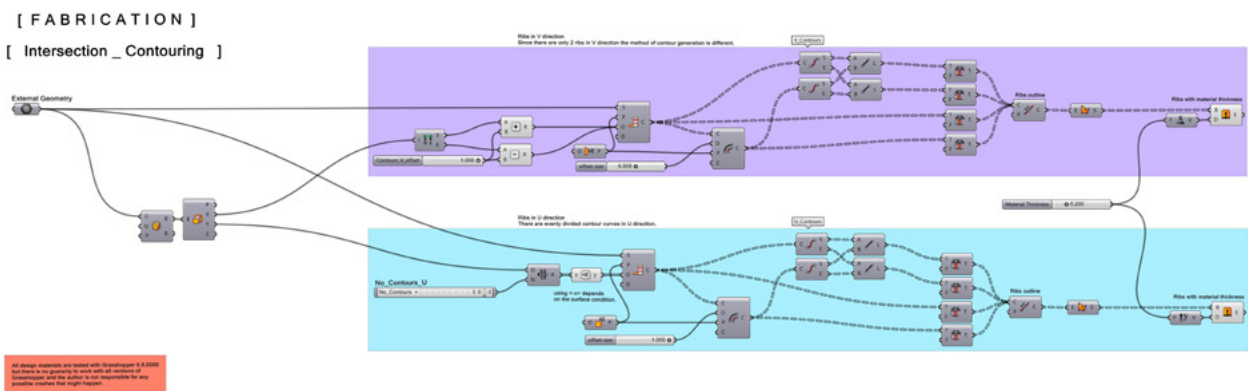 [ FABRICATION ]
[ Intersection _ Contouring ]
Ribs in V direction
Since there are only 2 ribs in V direction the method of contour generation is different.
V_Contours
External Geometry
Ribs outline
Ribs with material thickness
Contours_V_offset 1.000
offset size 0.500
Material Thickness 0.200
Ribs in U direction
There are evenly divided contour curves in U direction.
U_Contours
No_Contours_U
No_Contours
using <-x> depends
on the surface condition.
Ribs outline
Ribs with material thickness
offset size 1.000
All design materials are tested with Grasshopper
but there is no guaranty to work with all versions of
Grasshopper and the author is not responsible for any
possible crashes that might happen.